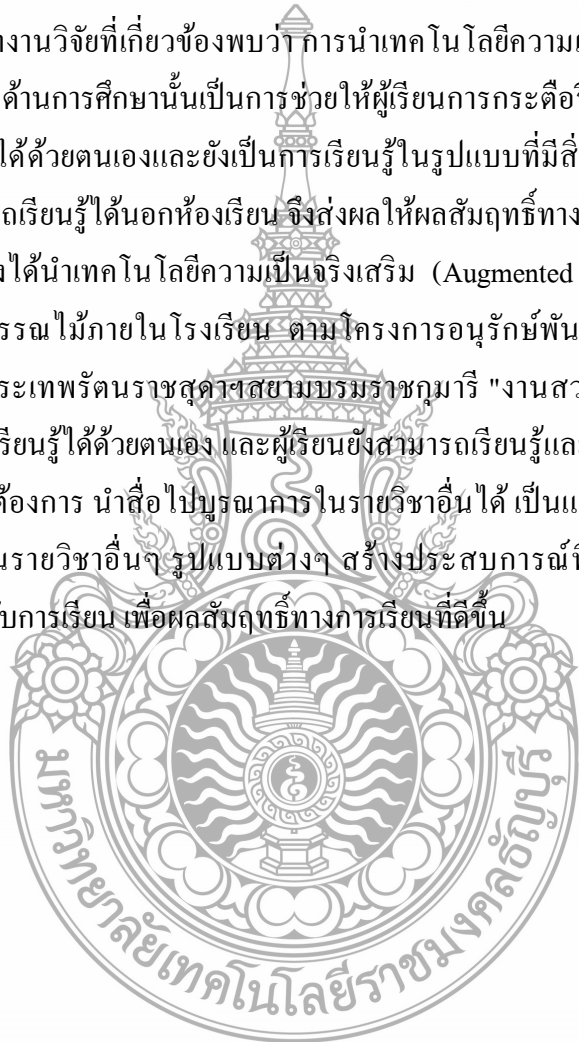 งานวิจัยที่เกี่ยวข้องพบว่า การนำเทคโนโลยีความ
ด้านการศึกษานั้นเป็นการช่วยให้ผู้เรียนการกระตือ
ได้ด้วยตนเองและยังเป็นการเรียนรู้ในรูปแบบที่มี
เรียนรู้ได้นอกห้องเรียน จึงส่งผลให้ผลสัมฤทธิ์ทาง
ได้นำเทคโนโลยีความเป็นจริงเสริม (Augmented
รรณไม้ภายในโรงเรียน ตามโครงการอนุรักษ์พัน
ระเทพรัตนราชสุดาฯสยามบรมราชกุมารี "งานสว
เรียนรู้ได้ด้วยตนเอง และผู้เรียนยังสามารถเรียนรู้และ
ต้องการ นำสื่อไปบูรณาการในรายวิชาอื่นได้ เป็นแ
นรายวิชาอื่นๆ รูปแบบต่างๆ สร้างประสบการณ์ที่
ับการเรียน เพื่อผลสัมฤทธิ์ทางการเรียนที่ดีขึ้น
มหาวิทยาลัยเทคโนโลยีราชมงคลธัญบุรี